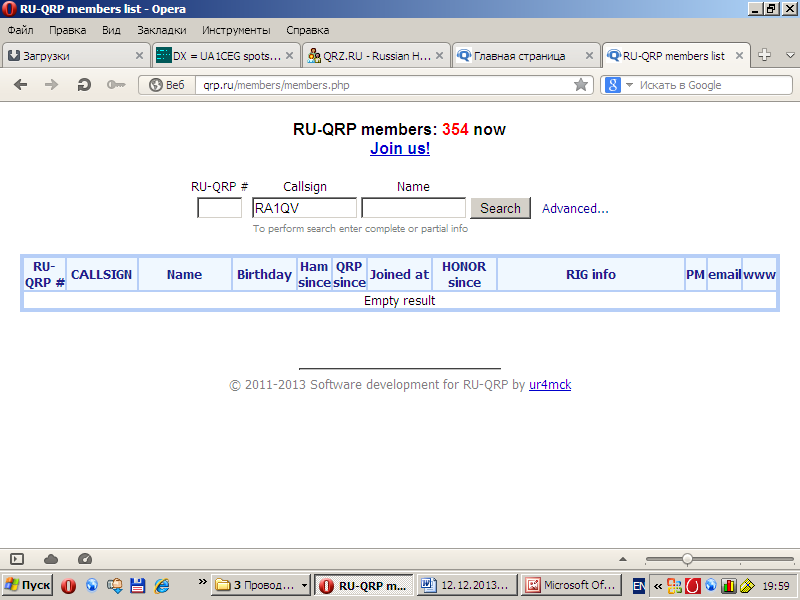 RU-QRP members list - Opera
Файл Правка Вид Закладки Инструменты Справка
Загрузки DX = UA1CEG spots... QRZ.RU - Russian H... Главная страница RU-QRP members list
Веб qrp.ru/members/members.php 8 Искать в Google
RU-QRP members: 354 now
Join us!
RU-QRP # Callsign Name
RA1QV Search Advanced...
To perform search enter complete or partial info
RU-QRP # CALLSIGN Name Birthday Ham since QRP since Joined at HONOR since RIG info PM email www
Empty result
© 2011-2013 Software development for RU-QRP by ur4mck
Пуск » 3 Провод... RU-QRP m... 12.12.2013... Microsoft Of... EN « 19:59